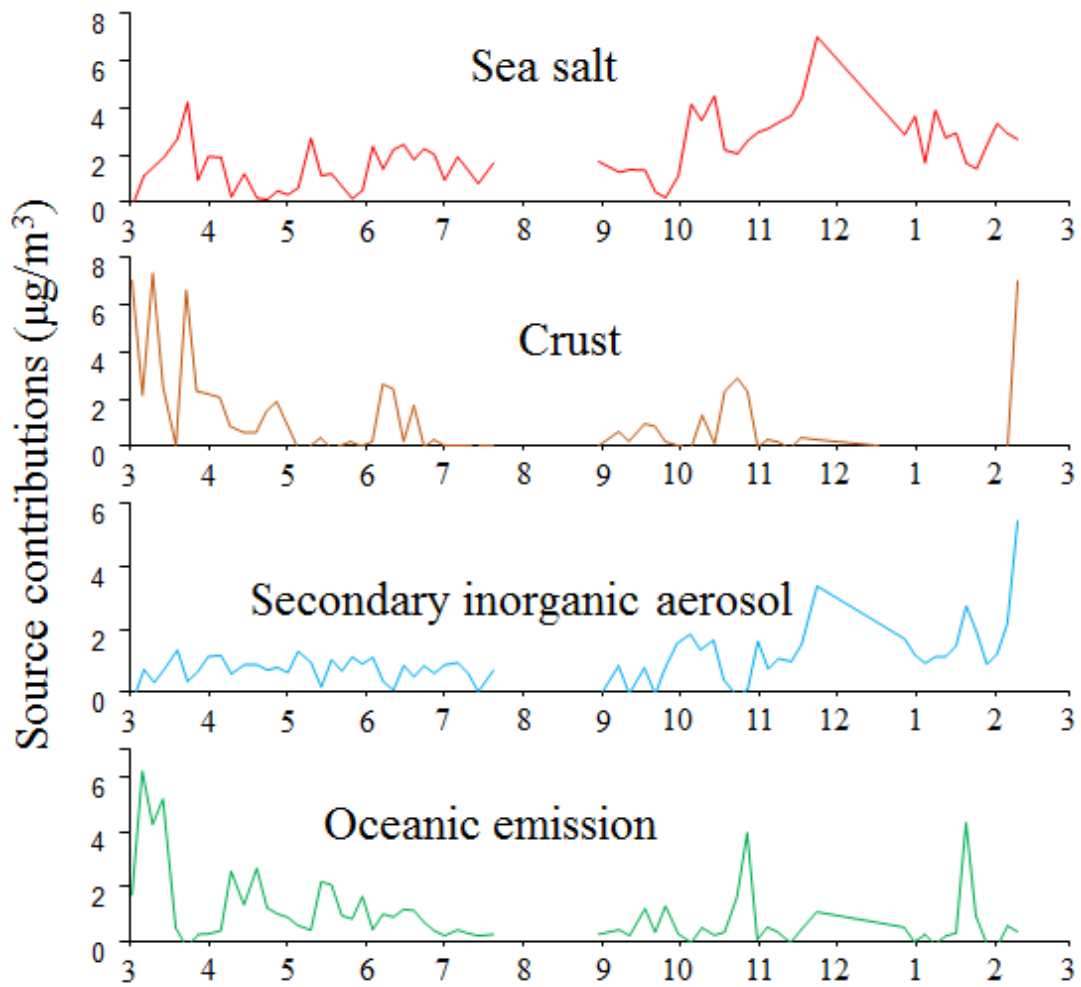 Source contributions (µg/m³)
8
6
4
2
0
Sea salt
3 4 5 6 7 8 9 10 11 12 1 2 3
8
6
4
2
0
Crust
3 4 5 6 7 8 9 10 11 12 1 2 3
6
4
2
0
Secondary inorganic aerosol
3 4 5 6 7 8 9 10 11 12 1 2 3
6
4
2
0
Oceanic emission
3 4 5 6 7 8 9 10 11 12 1 2 3